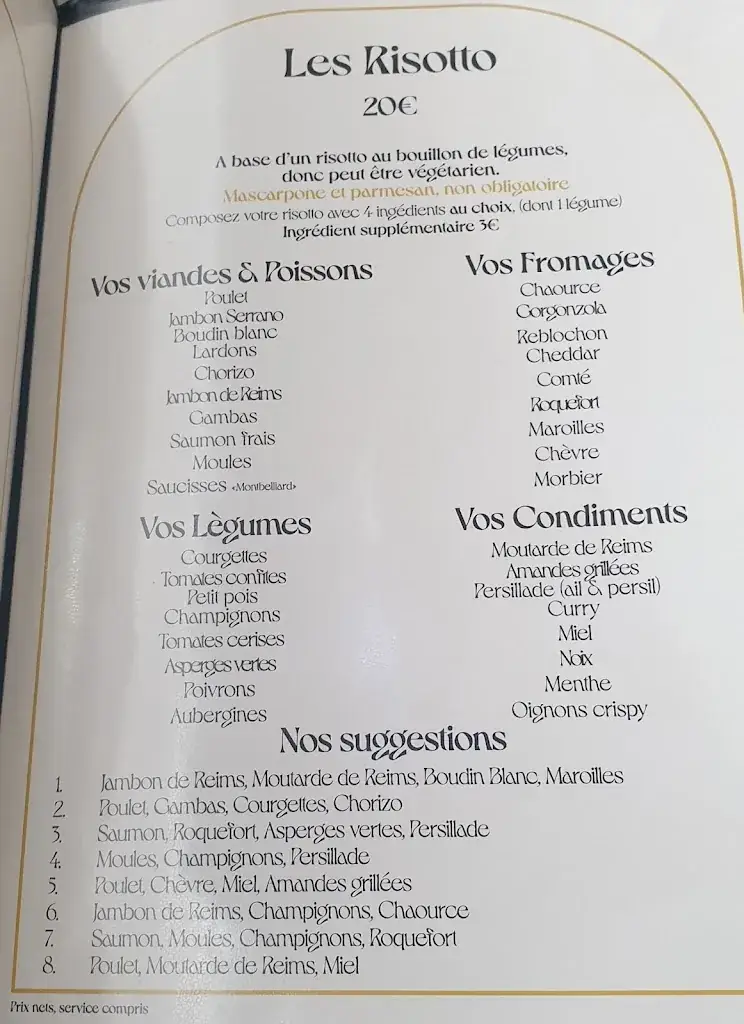 Les Risotto
20€
A base d'un risotto au bouillon de légumes,
donc peut être végétarien.
Mascarpone et parmesan, non obligatoire
Composez votre risotto avec 4 ingédients au choix, (dont 1 légume)
Ingrédient supplémentaire 3€
Vos viandes & Poissons
Poulet
Jambon Serrano
Boudin blanc
Lardons
Chorizo
Jambon de Reims
Gambas
Saumon frais
Moules
Saucisses «Montbelliard»
Vos Fromages
Chaource
Gorgonzola
Reblochon
Cheddar
Comté
Roquefort
Maroilles
Chèvre
Morbier
Vos Lègumes
Courgettes
Tomates confites
Petit pois
Champignons
Tomates cerises
Asperges vertes
Poivrons
Aubergines
Vos Condiments
Moutarde de Reims
Amandes grillées
Persillade (ail & persil)
Curry
Miel
Noix
Menthe
Oignons crispy
Nos suggestions
1. Jambon de Reims, Moutarde de Reims, Boudin Blanc, Maroilles
2. Poulet, Gambas, Courgettes, Chorizo
3. Saumon, Roquefort, Asperges vertes, Persillade
4. Moules, Champignons, Persillade
5. Poulet, Chèvre, Miel, Amandes grillées
6. Jambon de Reims, Champignons, Chaource
7. Saumon, Moules, Champignons, Roquefort
8. Poulet, Moutarde de Reims, Miel
Prix nets, service compris